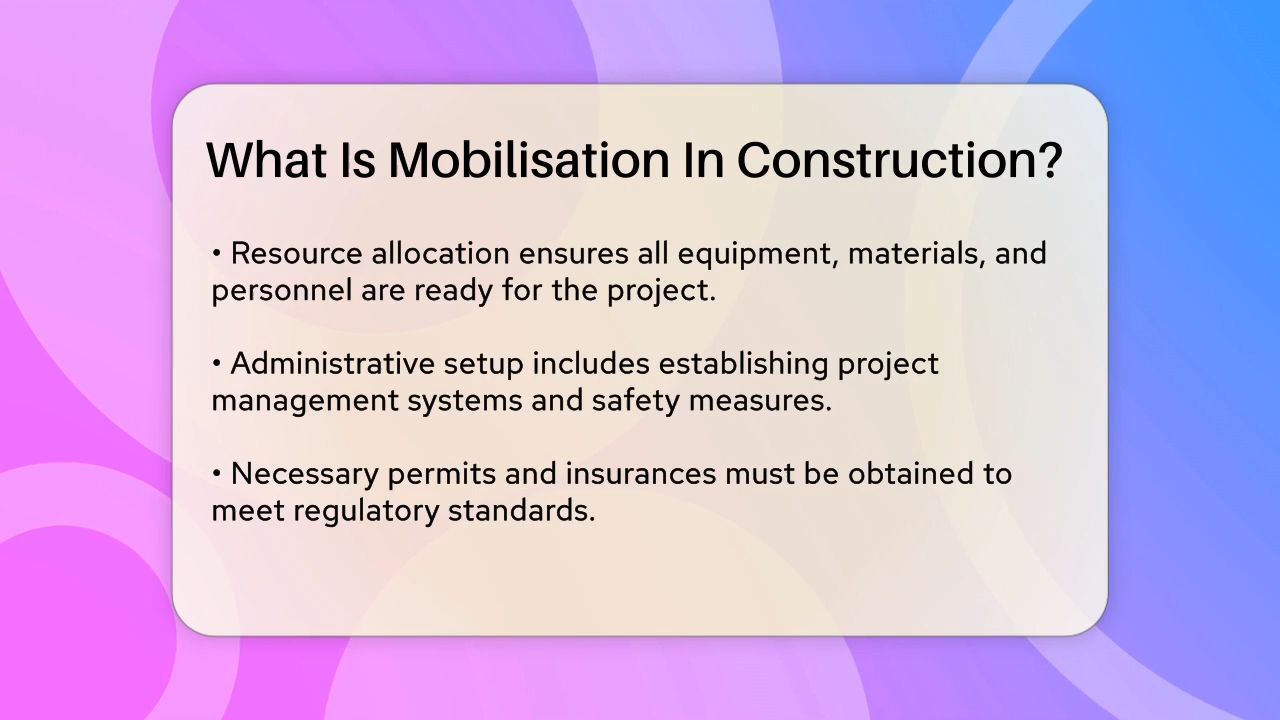 What Is Mobilisation In Construction?
• Resource allocation ensures all equipment, materials, and
personnel are ready for the project.
• Administrative setup includes establishing project
management systems and safety measures.
• Necessary permits and insurances must be obtained to
meet regulatory standards.